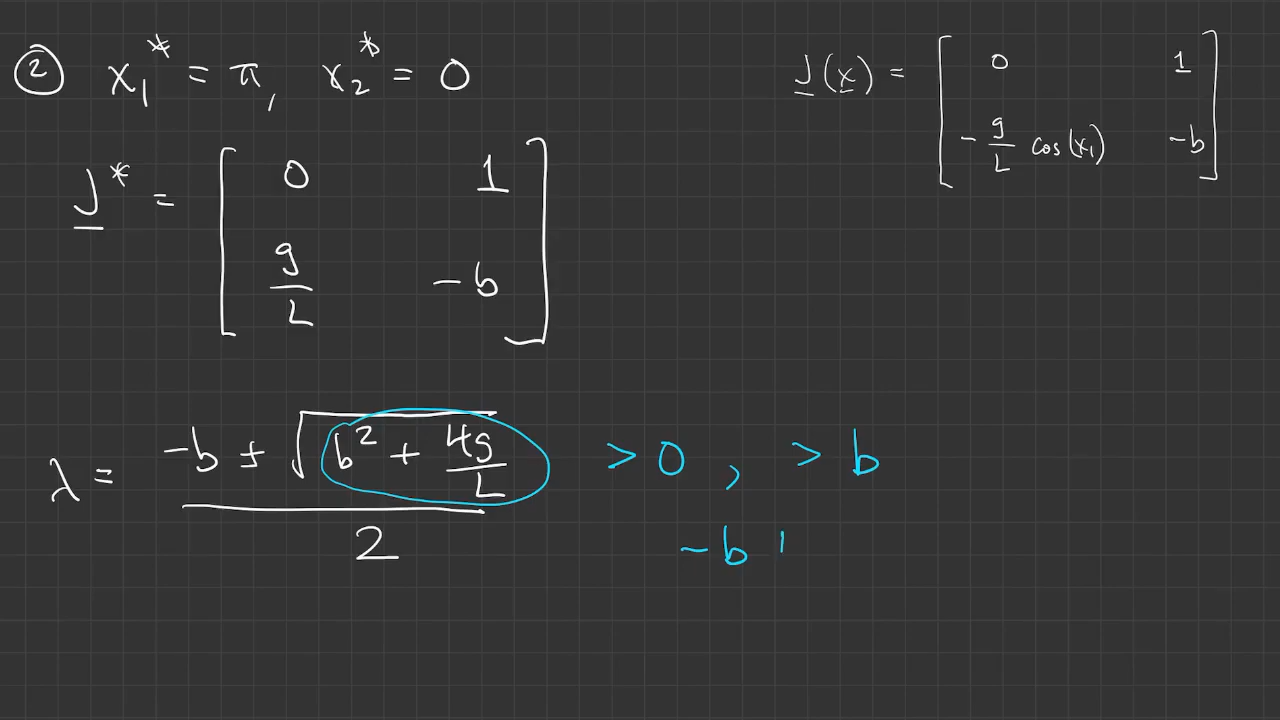 ② x₁* = π, x₂* = 0
J(x) = [ 0 1
-g/L cos(x₁) -b ]
J* = [ 0 1
g/L -b ]
λ = (-b ± √(b² + 4g/L)) / 2 > 0 , > b
-b